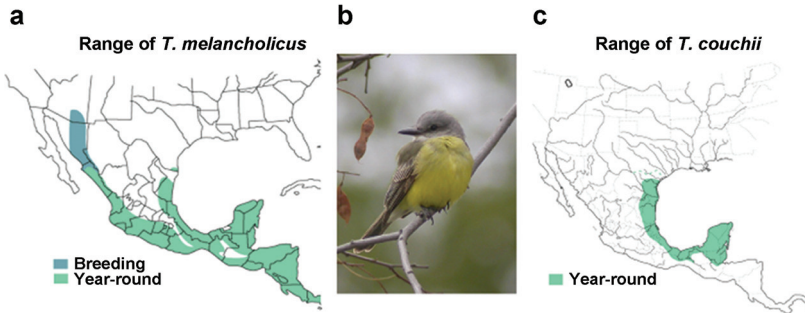 a
Range of T. melancholicus
Breeding
Year-round
b
c
Range of T. couchii
Year-round